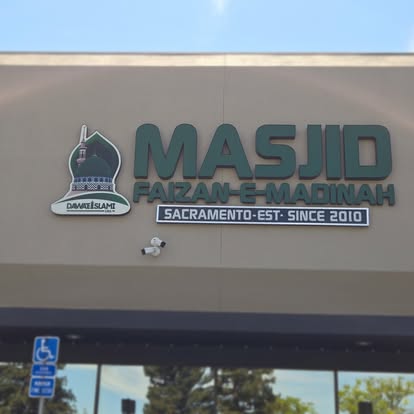 MASJID
FAIZAN-E-MADINAH
DAWATEISLAMI
SACRAMENTO-EST- SINCE 2010